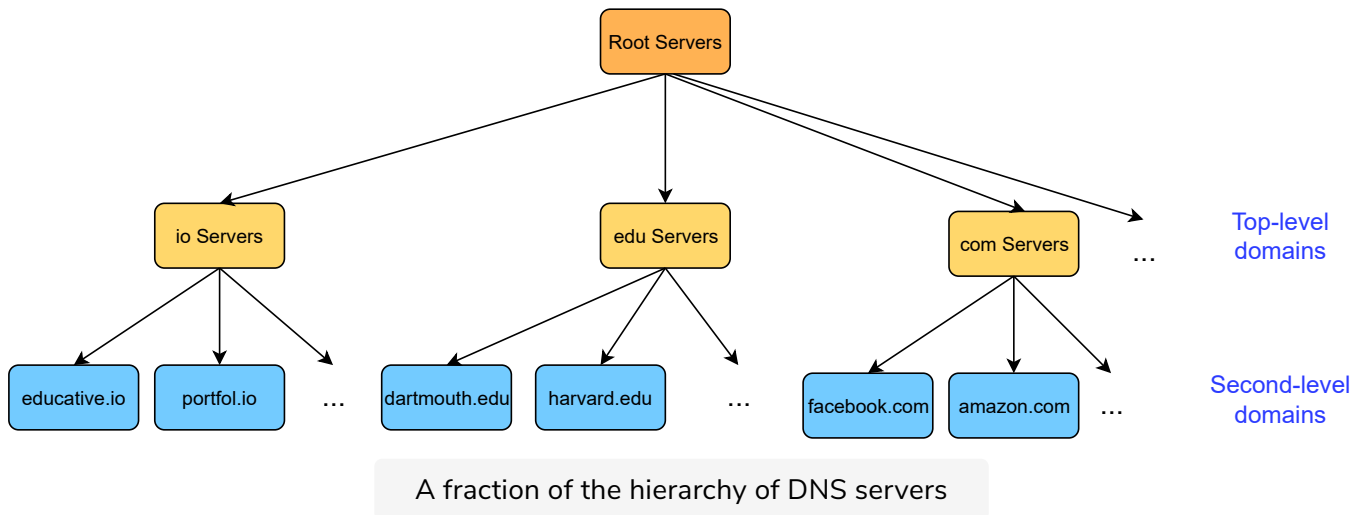 Root Servers
io Servers
edu Servers
com Servers
...
Top-level
domains
educative.io
portfol.io
...
dartmouth.edu
harvard.edu
...
facebook.com
amazon.com
...
Second-level
domains
A fraction of the hierarchy of DNS servers